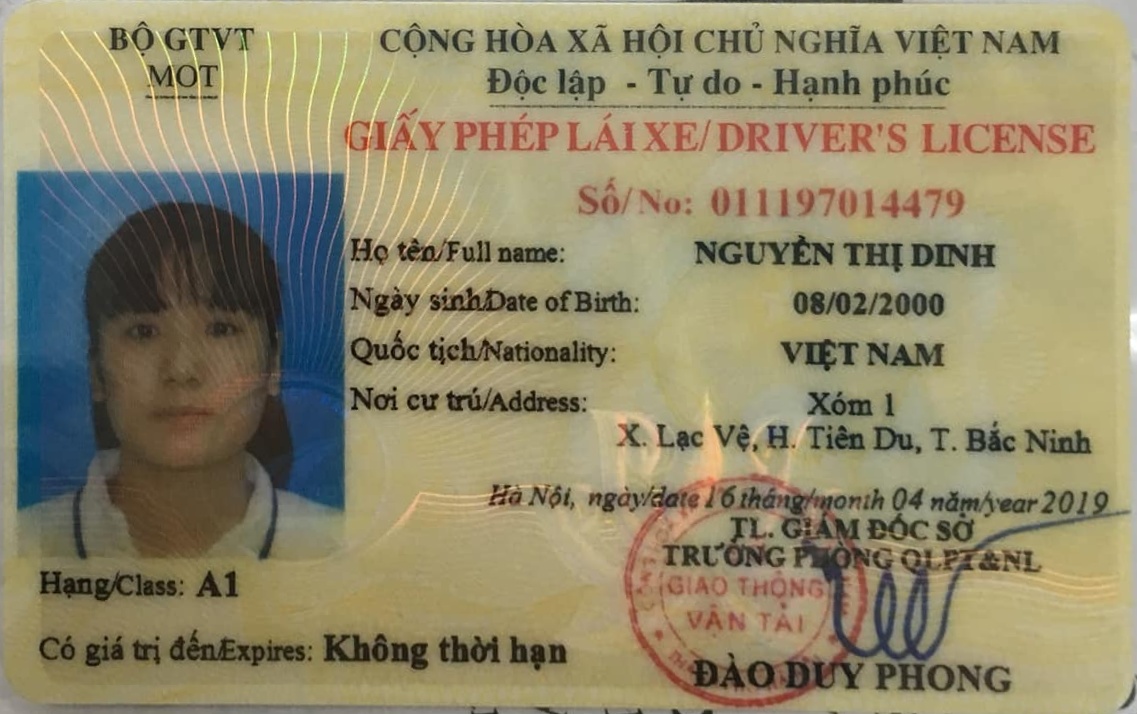 BỘ GTVT
MOT
CỘNG HÒA XÃ HỘI CHỦ NGHĨA VIỆT NAM
Độc lập - Tự do - Hạnh phúc
GIẤY PHÉP LÁI XE/ DRIVER'S LICENSE
Số/No: 011197014479
Họ tên/Full name: NGUYỄN THỊ DINH
Ngày sinh/Date of Birth: 08/02/2000
Quốc tịch/Nationality: VIỆT NAM
Nơi cư trú/Address: Xóm 1
X. Lạc Vệ, H. Tiên Du, T. Bắc Ninh
Hà Nội, ngày/date 16 tháng/month 04 năm/year 2019
TL. GIÁM ĐỐC SỞ
TRƯỞNG PHÒNG QLPT&NL
GIAO THÔNG
VẬN TẢI
ĐÀO DUY PHONG
Hạng/Class: A1
Có giá trị đến/Expires: Không thời hạn